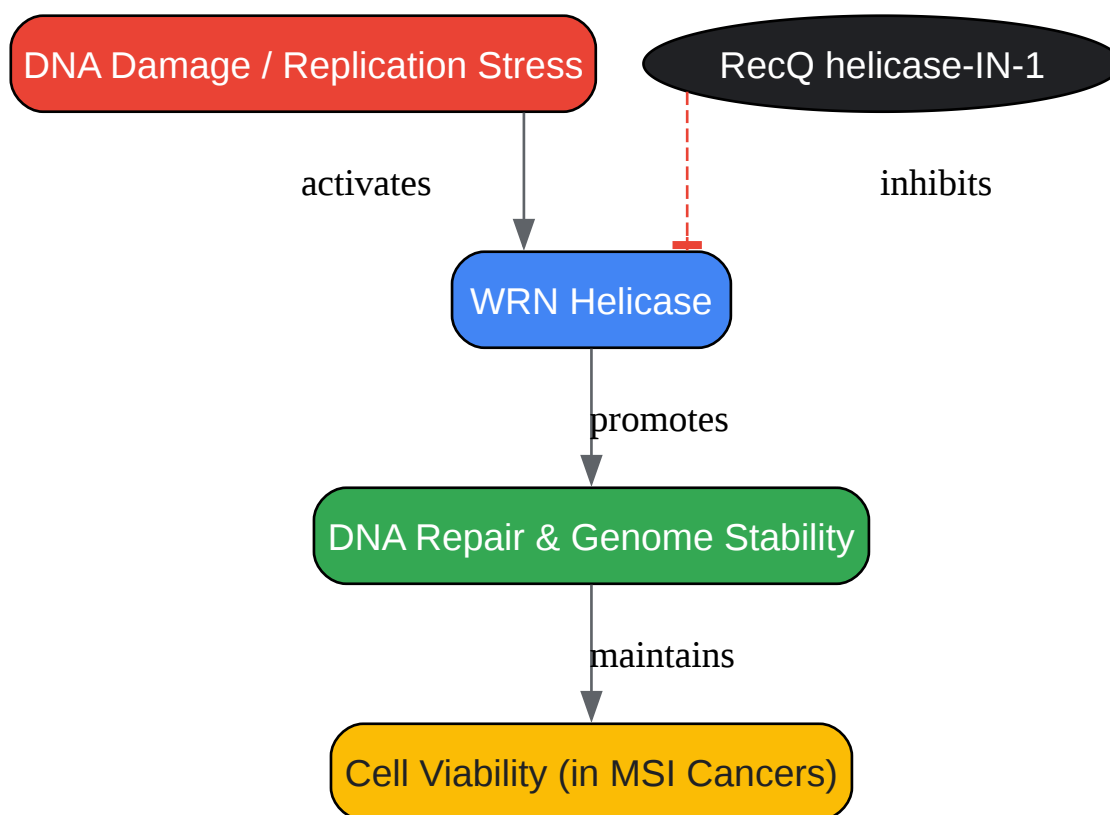 DNA Damage / Replication Stress
RecQ helicase-IN-1
activates
inhibits
WRN Helicase
promotes
DNA Repair & Genome Stability
maintains
Cell Viability (in MSI Cancers)